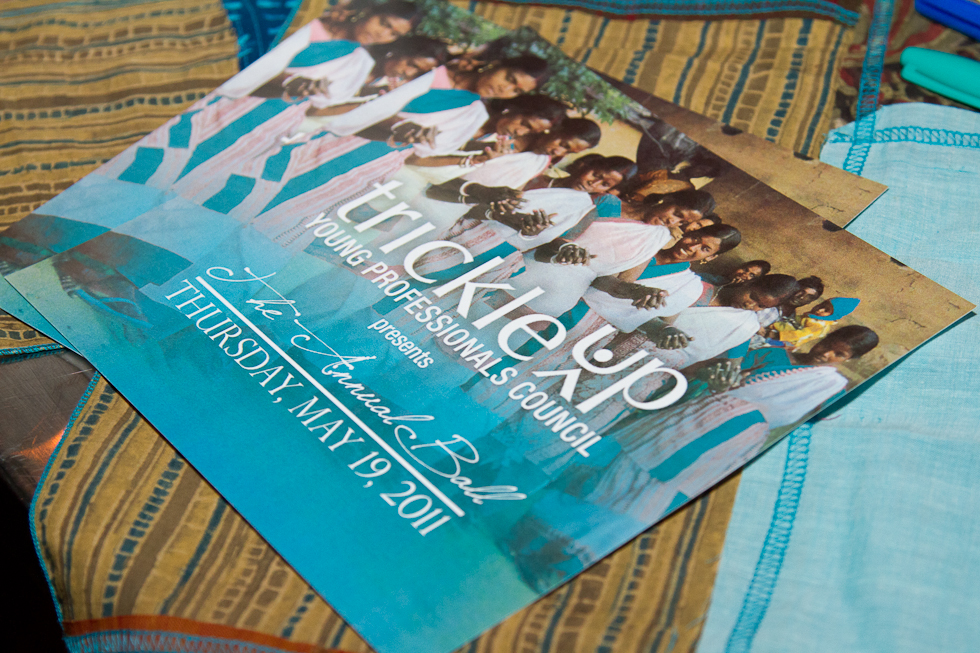 trickle up
YOUNG PROFESSIONALS COUNCIL
presents
The Annual Ball
THURSDAY, MAY 19, 2011